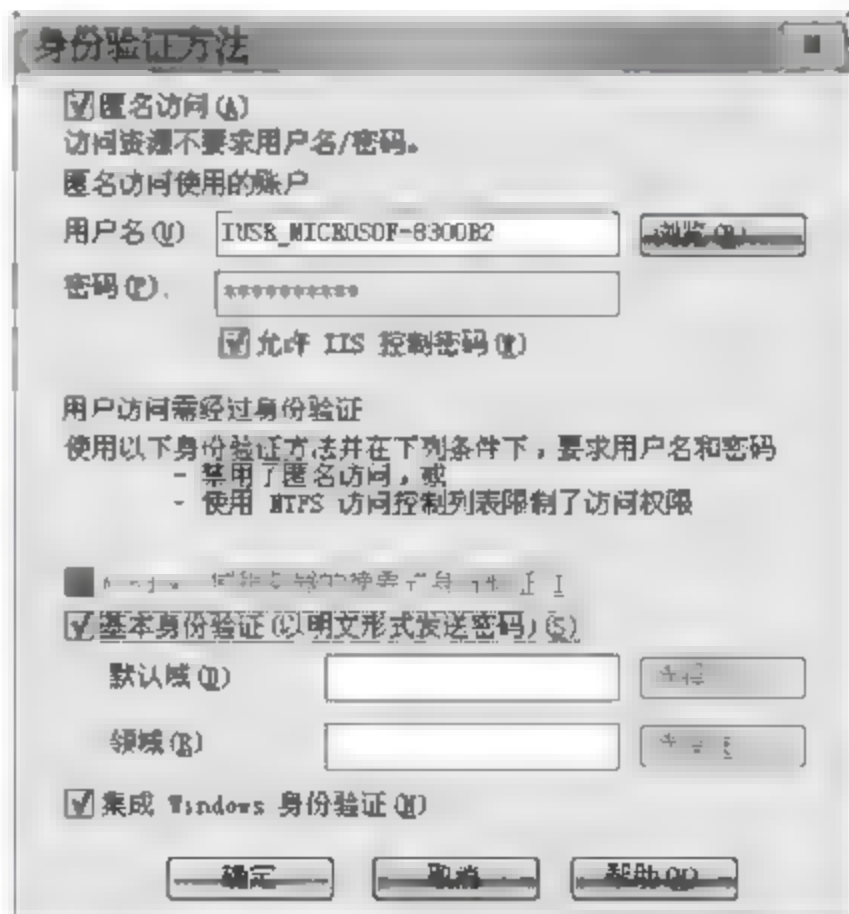 身份验证方法
匿名访问(A)
访问资源不要求用户名/密码。
匿名访问使用的账户
用户名(U) IUSR_MICROSOF-8300B2 浏览(B)
密码(P). **********
允许 IIS 控制密码(W)
用户访问需经过身份验证
使用以下身份验证方法并在下列条件下，要求用户名和密码
- 禁用了匿名访问，或
- 使用 NTFS 访问控制列表限制了访问权限
基本身份验证(以明文形式发送密码)(S)
默认域(D)
领域(R)
集成 Windows 身份验证(N)
确定 取消 帮助(H)